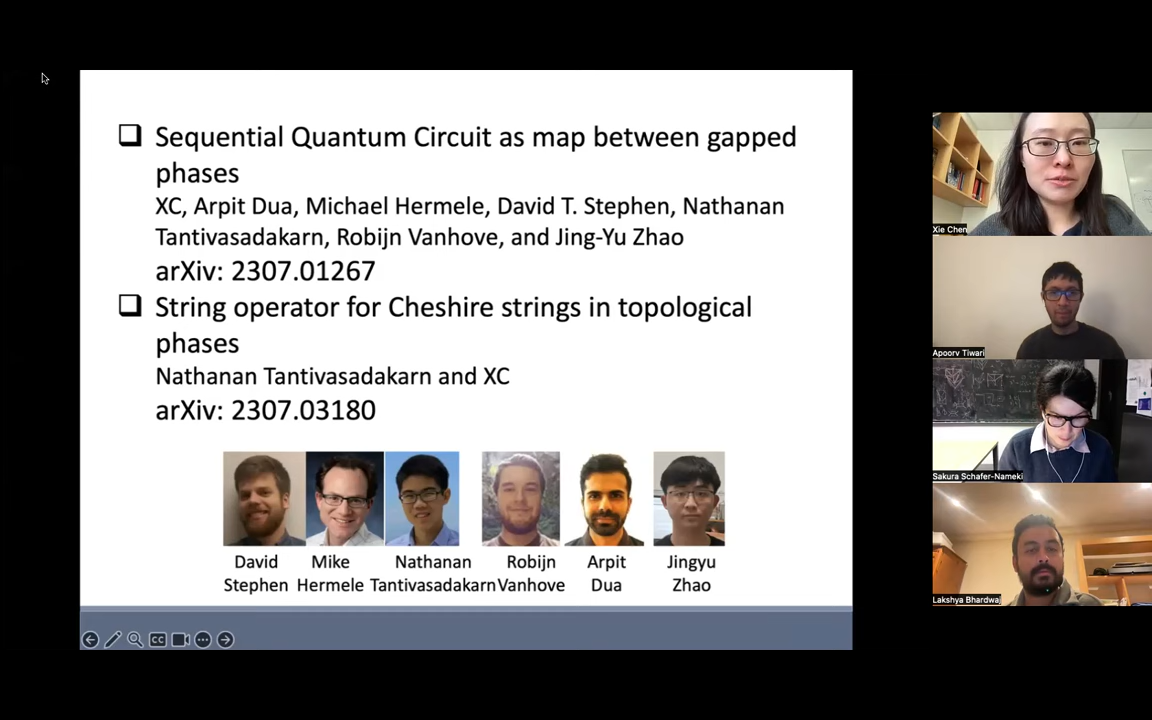 Sequential Quantum Circuit as map between gapped
phases
XC, Arpit Dua, Michael Hermele, David T. Stephen, Nathanan
Tantivasadakarn, Robijn Vanhove, and Jing-Yu Zhao
arXiv: 2307.01267
String operator for Cheshire strings in topological
phases
Nathanan Tantivasadakarn and XC
arXiv: 2307.03180
David
Stephen
Mike
Hermele
Nathanan
Tantivasadakarn
Robijn
Vanhove
Arpit
Dua
Jingyu
Zhao
CC
Xie Chen
Apoorv Tiwari
Sakura Schafer-Nameki
Lakshya Bhardwaj